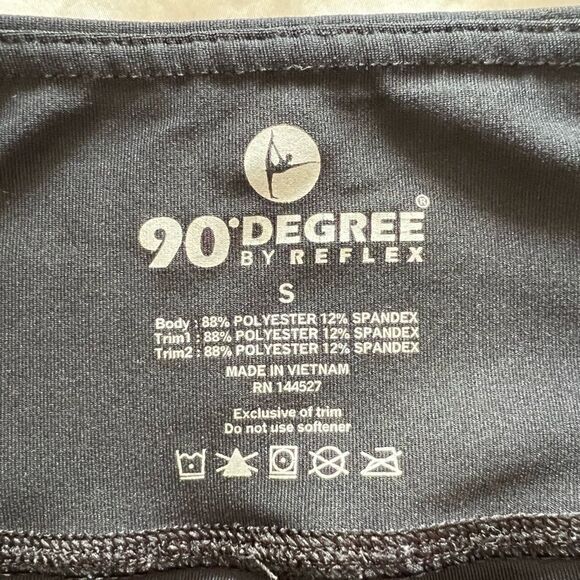 90° DEGREE®
BY REFLEX
S
Body : 88% POLYESTER 12% SPANDEX
Trim1 : 88% POLYESTER 12% SPANDEX
Trim2 : 88% POLYESTER 12% SPANDEX
MADE IN VIETNAM
RN 144527
Exclusive of trim
Do not use softener